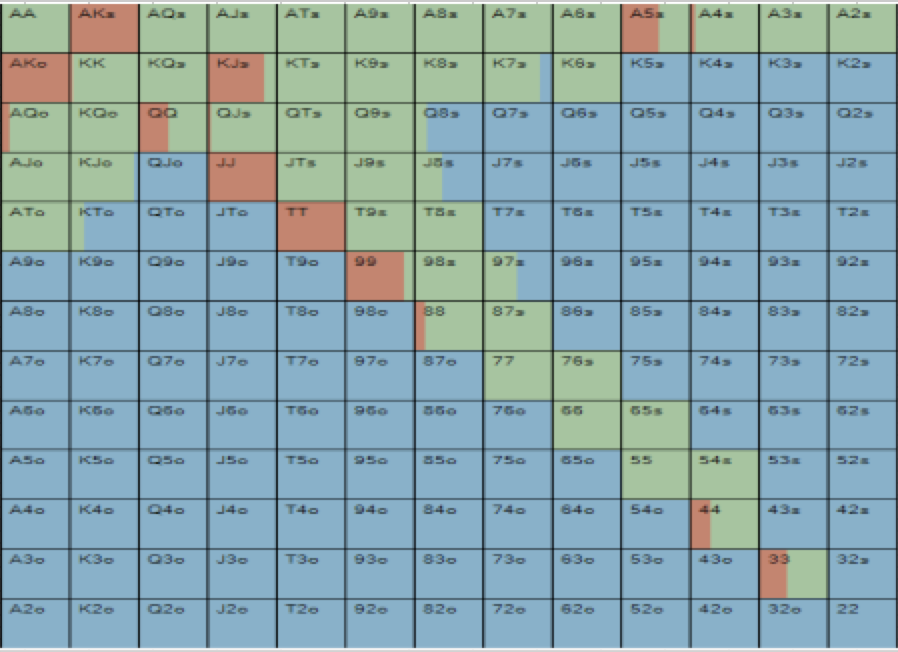 AA AKs AQs AJs ATs A9s A8s A7s A6s A5s A4s A3s A2s
AKo KK KQs KJs KTs K9s K8s K7s K6s K5s K4s K3s K2s
AQo KQo QQ QJs QTs Q9s Q8s Q7s Q6s Q5s Q4s Q3s Q2s
AJo KJo QJo JJ JTs J9s J8s J7s J6s J5s J4s J3s J2s
ATo KTo QTo JTo TT T9s T8s T7s T6s T5s T4s T3s T2s
A9o K9o Q9o J9o T9o 99 98s 97s 96s 95s 94s 93s 92s
A8o K8o Q8o J8o T8o 98o 88 87s 86s 85s 84s 83s 82s
A7o K7o Q7o J7o T7o 97o 87o 77 76s 75s 74s 73s 72s
A6o K6o Q6o J6o T6o 96o 86o 76o 66 65s 64s 63s 62s
A5o K5o Q5o J5o T5o 95o 85o 75o 65o 55 54s 53s 52s
A4o K4o Q4o J4o T4o 94o 84o 74o 64o 54o 44 43s 42s
A3o K3o Q3o J3o T3o 93o 83o 73o 63o 53o 43o 33 32s
A2o K2o Q2o J2o T2o 92o 82o 72o 62o 52o 42o 32o 22